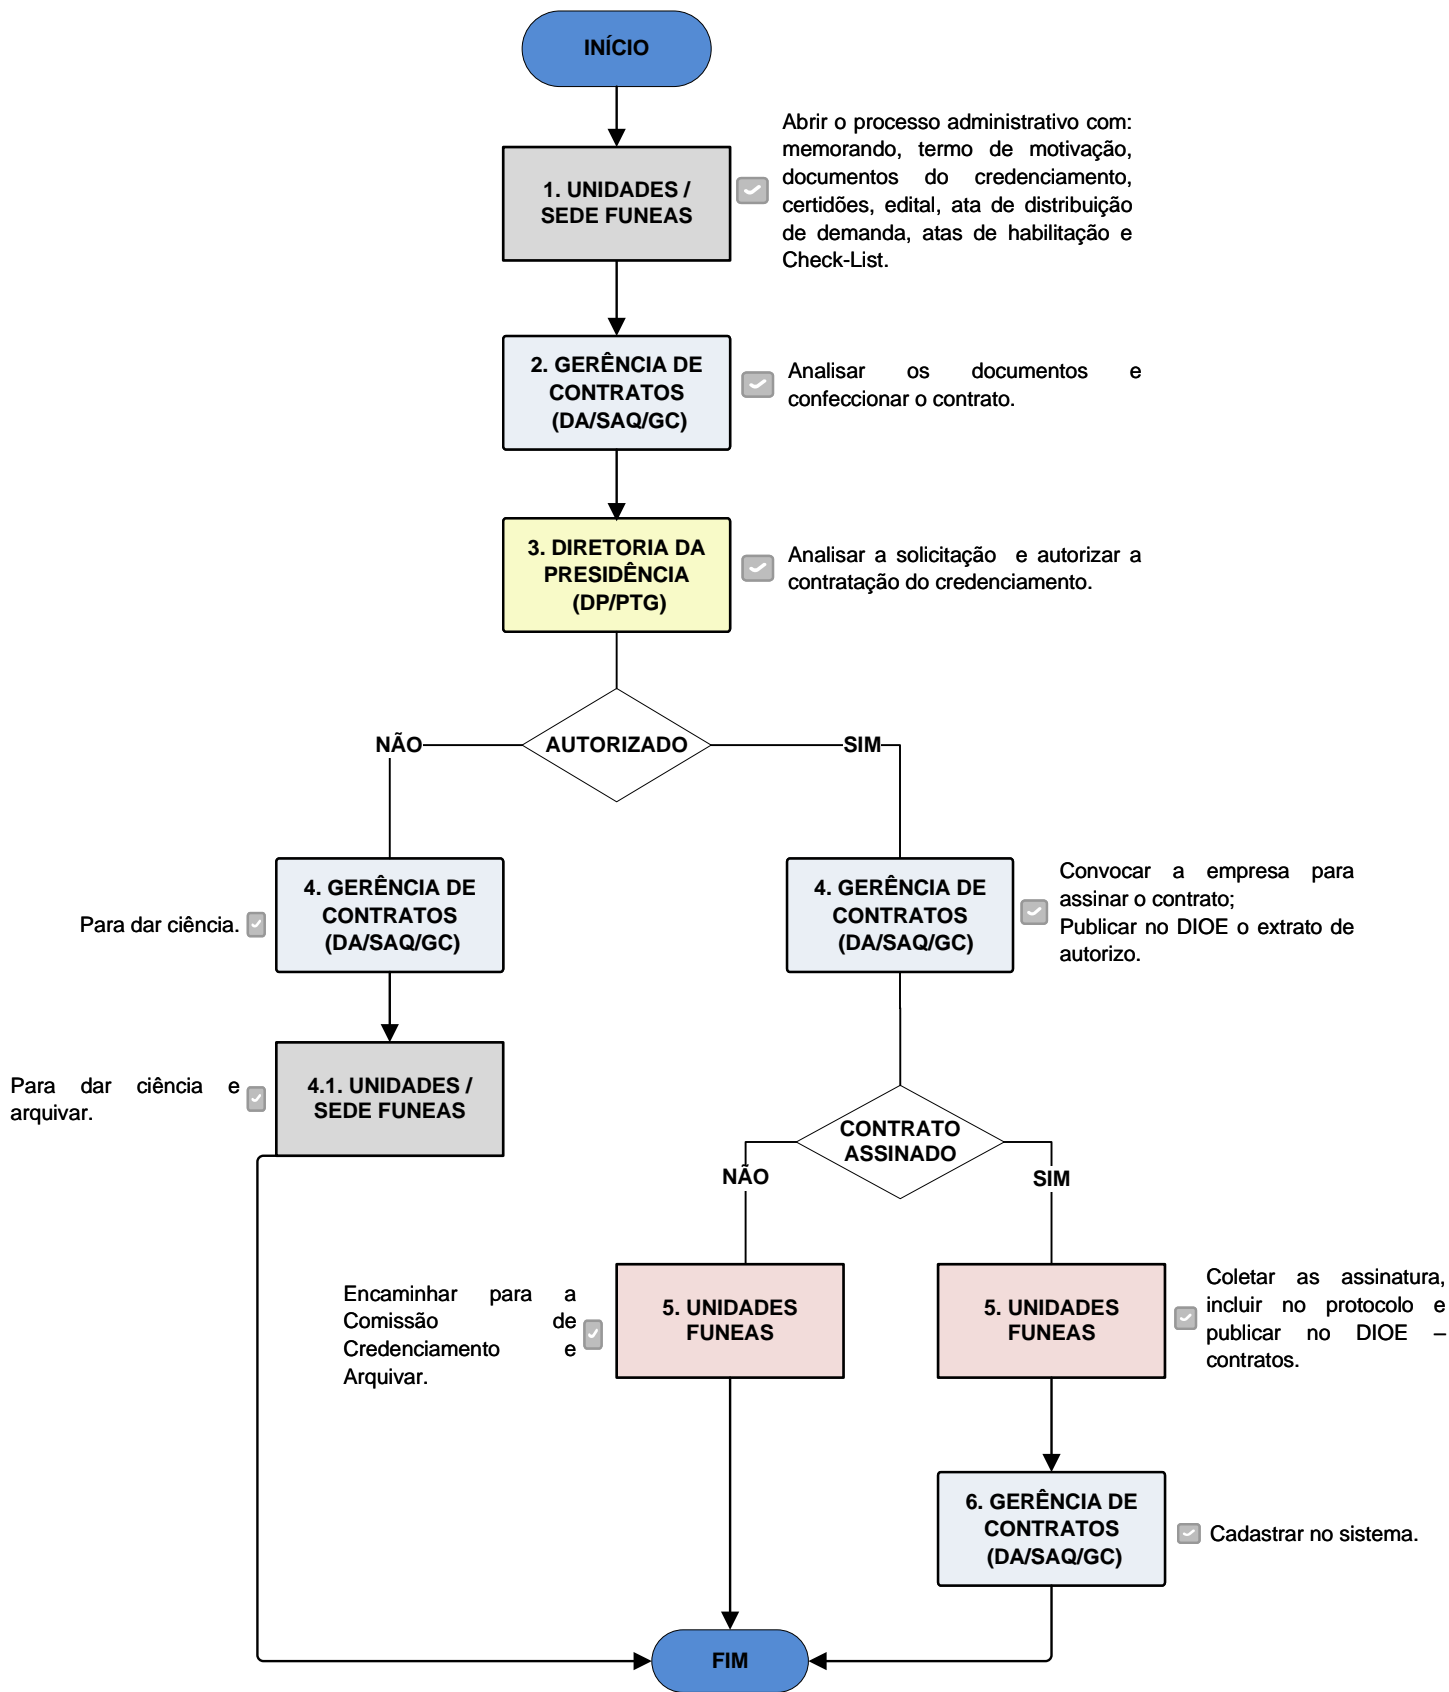 INÍCIO
1. UNIDADES /
SEDE FUNEAS
Abrir o processo administrativo com:
memorando, termo de motivação,
documentos do credenciamento,
certidões, edital, ata de distribuição
de demanda, atas de habilitação e
Check-List.
2. GERÊNCIA DE
CONTRATOS
(DA/SAQ/GC)
Analisar os documentos e
confeccionar o contrato.
3. DIRETORIA DA
PRESIDÊNCIA
(DP/PTG)
Analisar a solicitação e autorizar a
contratação do credenciamento.
NÃO
AUTORIZADO
SIM
Para dar ciência.
4. GERÊNCIA DE
CONTRATOS
(DA/SAQ/GC)
4. GERÊNCIA DE
CONTRATOS
(DA/SAQ/GC)
Convocar a empresa para
assinar o contrato;
Publicar no DIOE o extrato de
autorizo.
Para dar ciência e
arquivar.
4.1. UNIDADES /
SEDE FUNEAS
CONTRATO
ASSINADO
NÃO
SIM
Encaminhar para a
Comissão de
Credenciamento e
Arquivar.
5. UNIDADES
FUNEAS
5. UNIDADES
FUNEAS
Coletar as assinatura,
incluir no protocolo e
publicar no DIOE –
contratos.
6. GERÊNCIA DE
CONTRATOS
(DA/SAQ/GC)
Cadastrar no sistema.
FIM